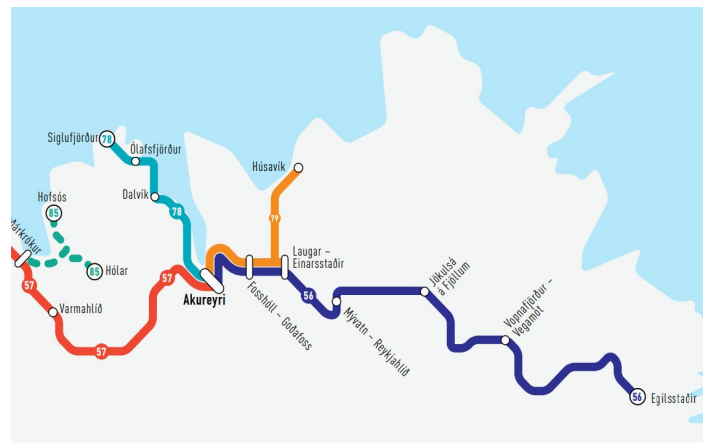 Siglufjörður
78
Ólafsfjörður
Dalvík
78
Húsavík
79
Hofsós
85
85
Hólar
57
Varmahlíð
57
57
Akureyri
Fosshóll – Goðafoss
Laugar –
Einarsstaðir
56
Mývatn – Reykjahlíð
Jökulsá
á Fjöllum
Vopnafjörður –
Vegamót
56
Egilsstaðir